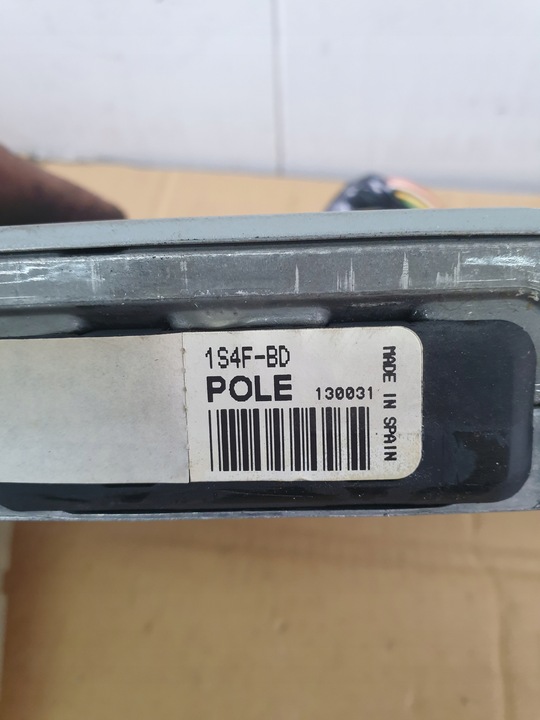 1S4F-BD
POLE 130031
MADE IN SPAIN